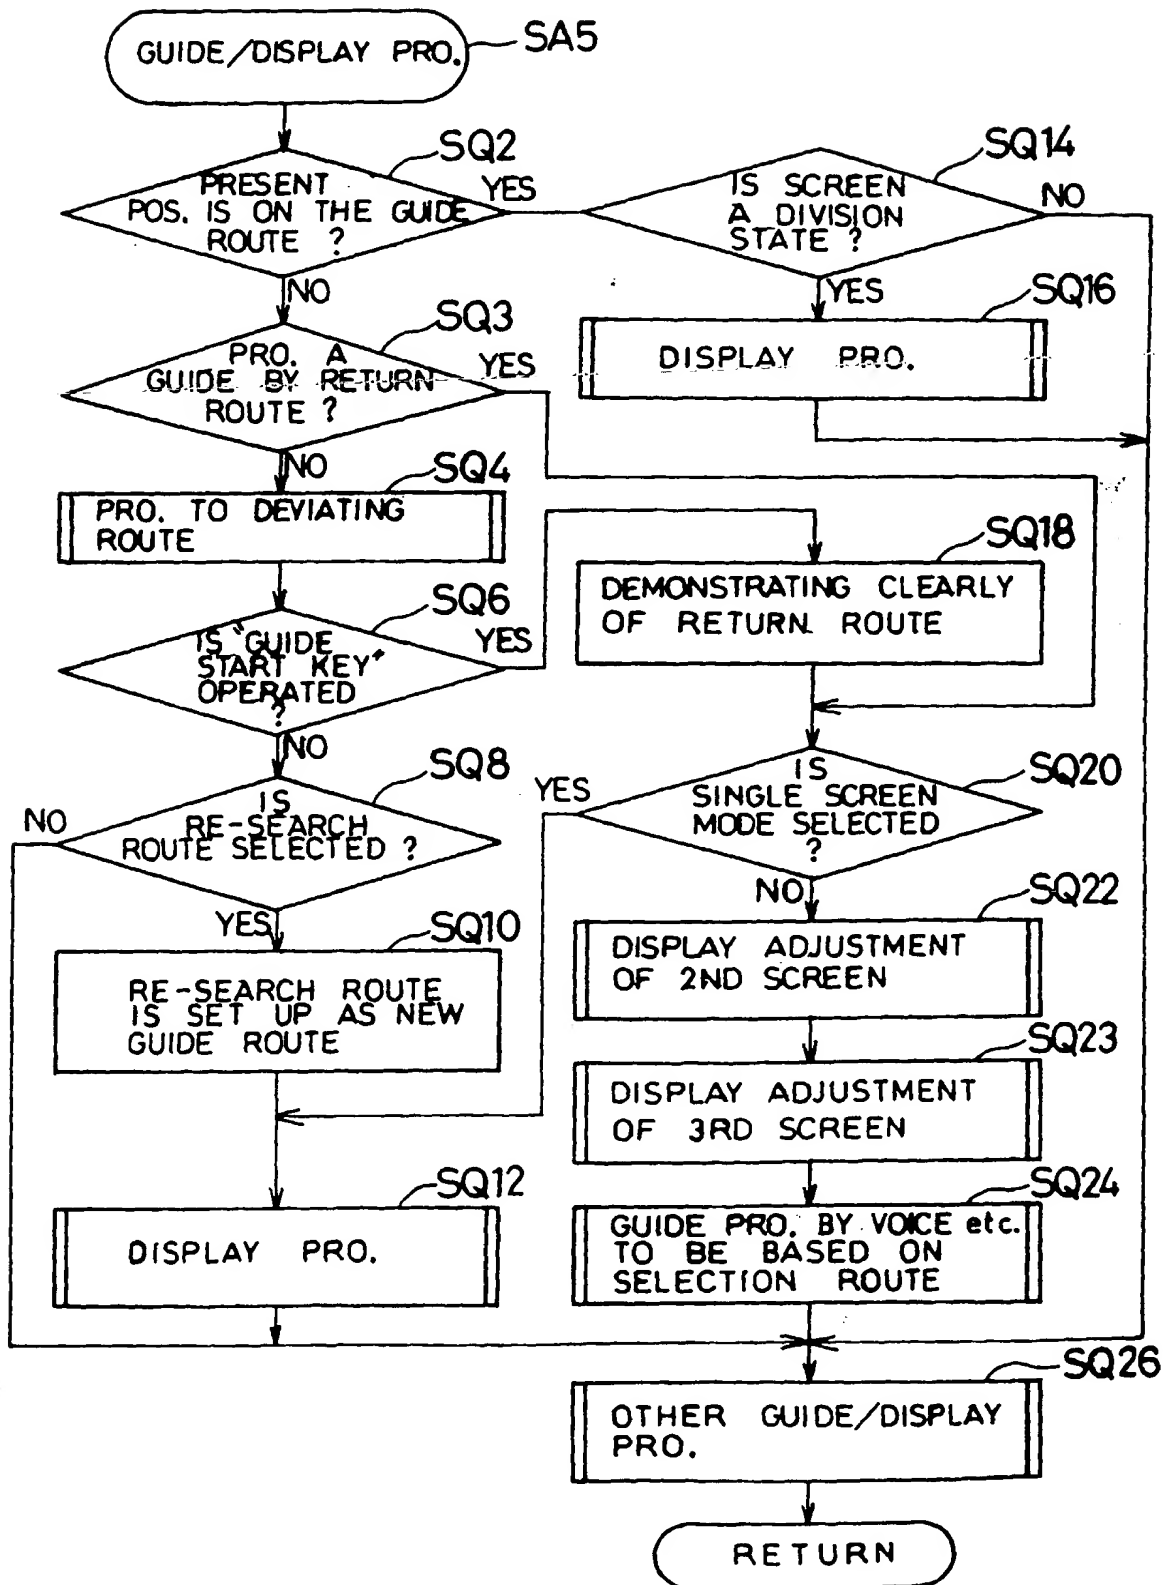 GUIDE/DISPLAY PRO.
SA5
SQ2
PRESENT
POS. IS ON THE GUIDE
ROUTE ?
YES
NO
SQ14
IS SCREEN
A DIVISION
STATE ?
NO
YES
SQ16
DISPLAY PRO.
SQ3
PRO. A
GUIDE BY RETURN
ROUTE ?
YES
NO
SQ4
PRO. TO DEVIATING
ROUTE
SQ18
DEMONSTRATING CLEARLY
OF RETURN ROUTE
SQ6
IS "GUIDE
START KEY"
OPERATED
?
YES
NO
SQ8
IS
RE-SEARCH
ROUTE SELECTED ?
NO
YES
SQ20
IS
SINGLE SCREEN
MODE SELECTED
?
YES
NO
SQ10
RE-SEARCH ROUTE
IS SET UP AS NEW
GUIDE ROUTE
SQ22
DISPLAY ADJUSTMENT
OF 2ND SCREEN
SQ23
DISPLAY ADJUSTMENT
OF 3RD SCREEN
SQ12
DISPLAY PRO.
SQ24
GUIDE PRO. BY VOICE etc.
TO BE BASED ON
SELECTION ROUTE
SQ26
OTHER GUIDE/DISPLAY
PRO.
RETURN